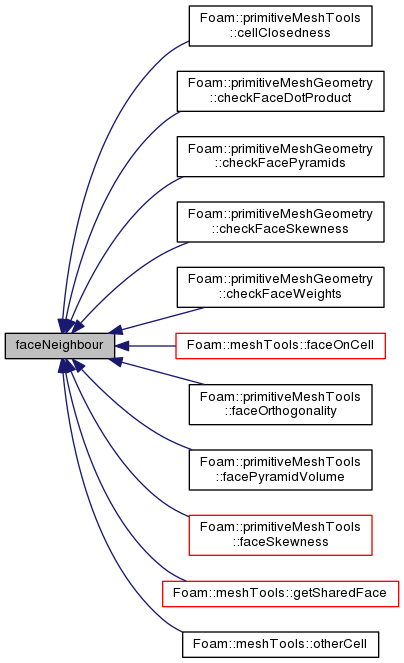 Foam::primitiveMeshTools
::cellClosedness
Foam::primitiveMeshGeometry
::checkFaceDotProduct
Foam::primitiveMeshGeometry
::checkFacePyramids
Foam::primitiveMeshGeometry
::checkFaceSkewness
Foam::primitiveMeshGeometry
::checkFaceWeights
faceNeighbour
Foam::meshTools::faceOnCell
Foam::primitiveMeshTools
::faceOrthogonality
Foam::primitiveMeshTools
::facePyramidVolume
Foam::primitiveMeshTools
::faceSkewness
Foam::meshTools::getSharedFace
Foam::meshTools::otherCell